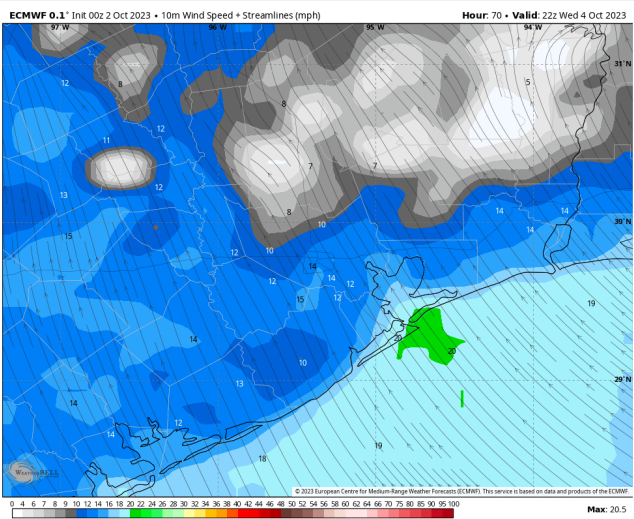 ECMWF 0.1° Init 00z 2 Oct 2023 • 10m Wind Speed + Streamlines (mph)
Hour: 70 • Valid: 22z Wed 4 Oct 2023
97°W 96°W 95°W 94°W
31°N
12 8 8 5
12
11
7 7
12
13
8
14 14
10
30°N
14
15
12 10
14
14
12 12
12
15
19
14
20
20
10
29°N
13
14
12
14
19
18
WeatherBELL
© 2023 European Centre for Medium-Range Weather Forecasts (ECMWF). This service is based on data and products of the ECMWF.
0 2 4 6 8 9 10 12 14 16 18 20 22 24 26 28 30 32 34 36 38 40 42 44 46 48 50 52 54 56 58 60 62 64 66 68 70 75 80 85 90 95 100
Max: 20.5